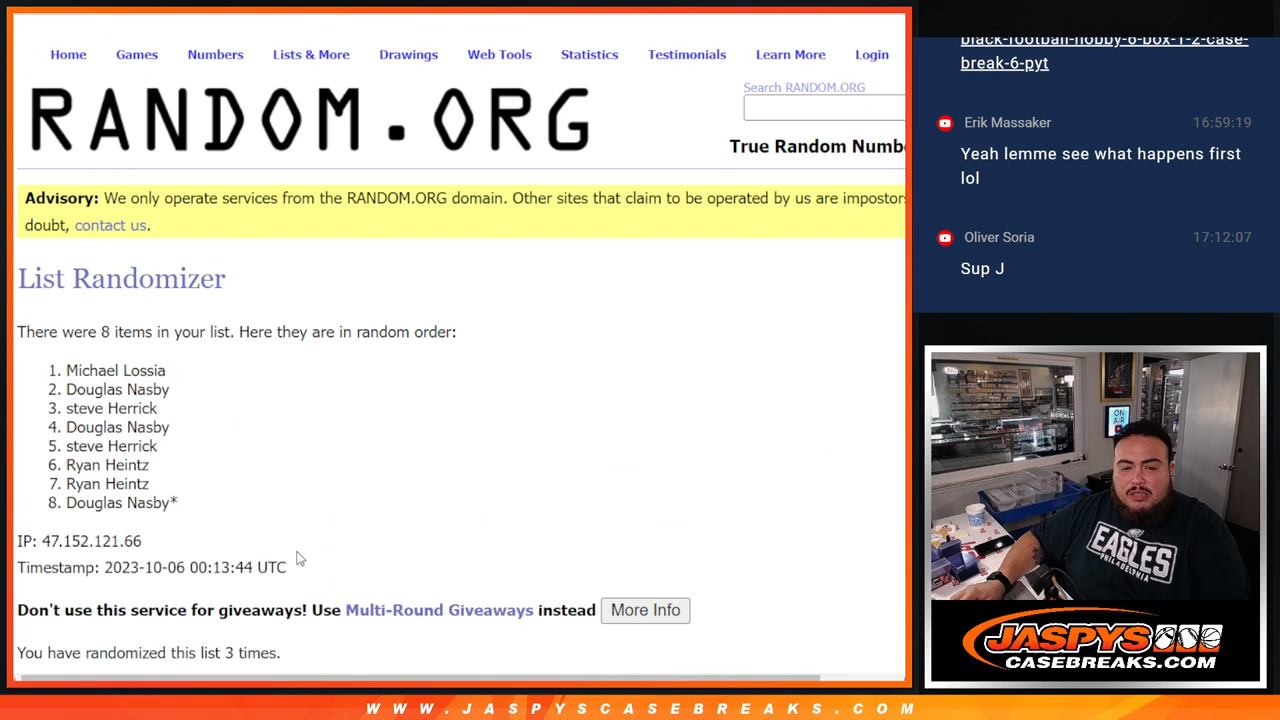 Home Games Numbers Lists & More Drawings Web Tools Statistics Testimonials Learn More Login
RANDOM.ORG
Search RANDOM.ORG
True Random Numbe
Advisory: We only operate services from the RANDOM.ORG domain. Other sites that claim to be operated by us are impostors
doubt, contact us.
List Randomizer
There were 8 items in your list. Here they are in random order:
1. Michael Lossia
2. Douglas Nasby
3. steve Herrick
4. Douglas Nasby
5. steve Herrick
6. Ryan Heintz
7. Ryan Heintz
8. Douglas Nasby*
IP: 47.152.121.66
Timestamp: 2023-10-06 00:13:44 UTC
Don't use this service for giveaways! Use Multi-Round Giveaways instead More Info
You have randomized this list 3 times.
black-football-hobby-6-box-1-2-case-
break-6-pyt
Erik Massaker 16:59:19
Yeah lemme see what happens first
lol
Oliver Soria 17:12:07
Sup J
ON
AIR
EAGLES
PHILADELPHIA
JASPYS
CASEBREAKS.COM
WWW.JASPYSCASEBREAKS.COM